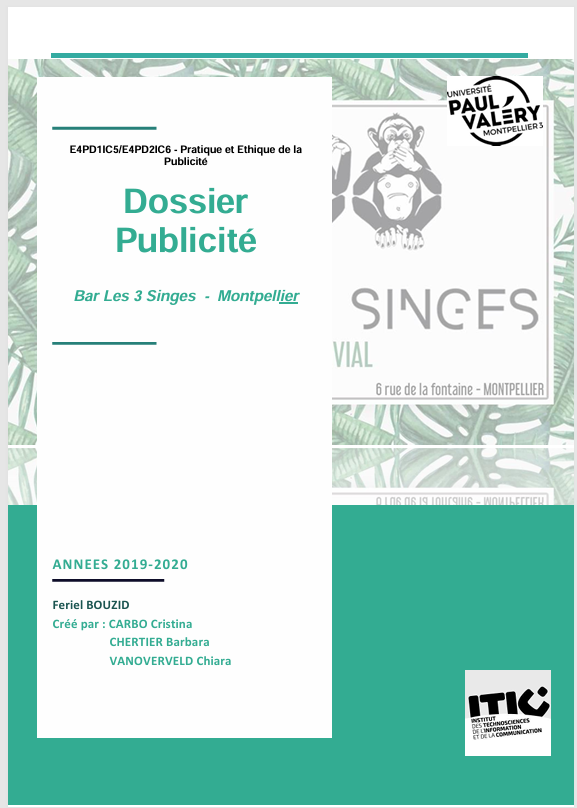 UNIVERSITÉ
PAUL
VALÉRY
MONTPELLIER 3
E4PD1IC5/E4PD2IC6 - Pratique et Ethique de la
Publicité
Dossier
Publicité
Bar Les 3 Singes - Montpellier
SINGES
VIAL
6 rue de la fontaine - MONTPELLIER
ANNEES 2019-2020
Feriel BOUZID
Créé par : CARBO Cristina
CHERTIER Barbara
VANOVERVELD Chiara
ITIC
INSTITUT
DES TECHNOSCIENCES
DE L'INFORMATION
ET DE LA COMMUNICATION